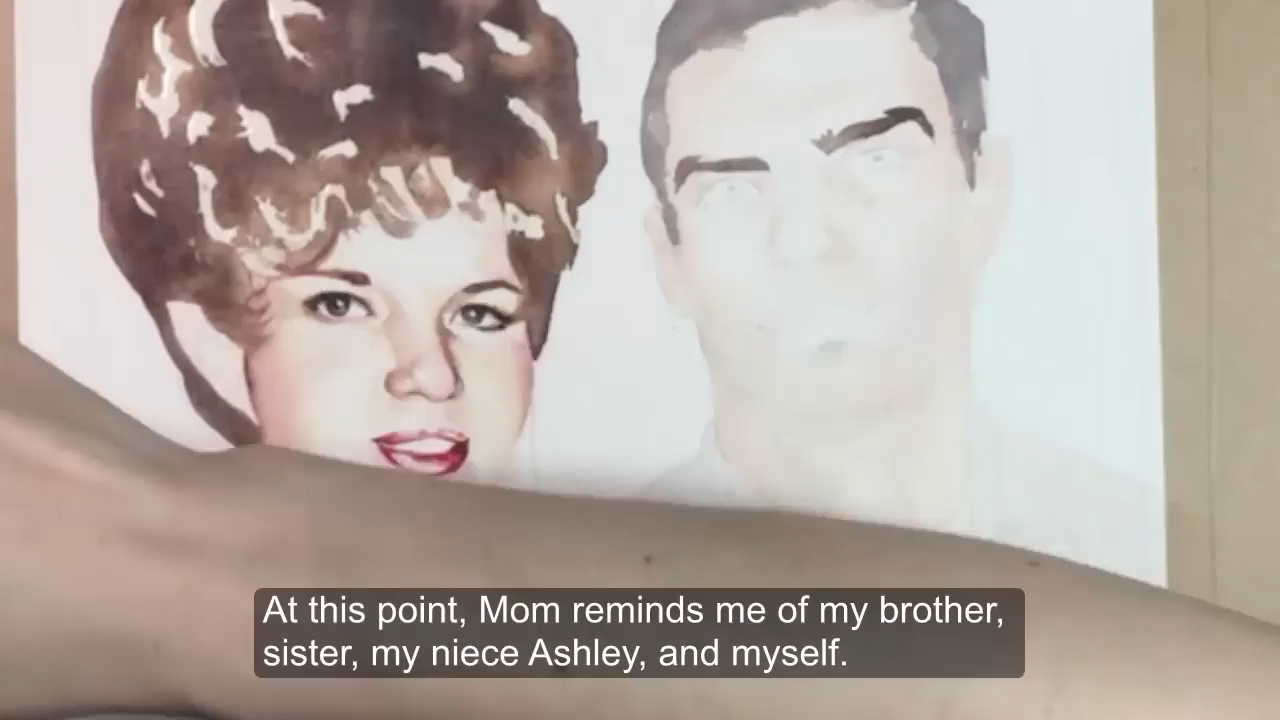 At this point, Mom reminds me of my brother,
sister, my niece Ashley, and myself.